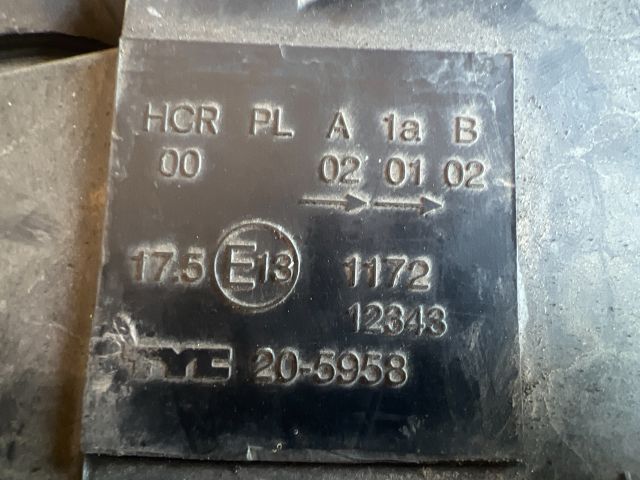 HCR PL A 1a B
00 02 01 02
17.5 E13 1172
12343
TYC 20-5958